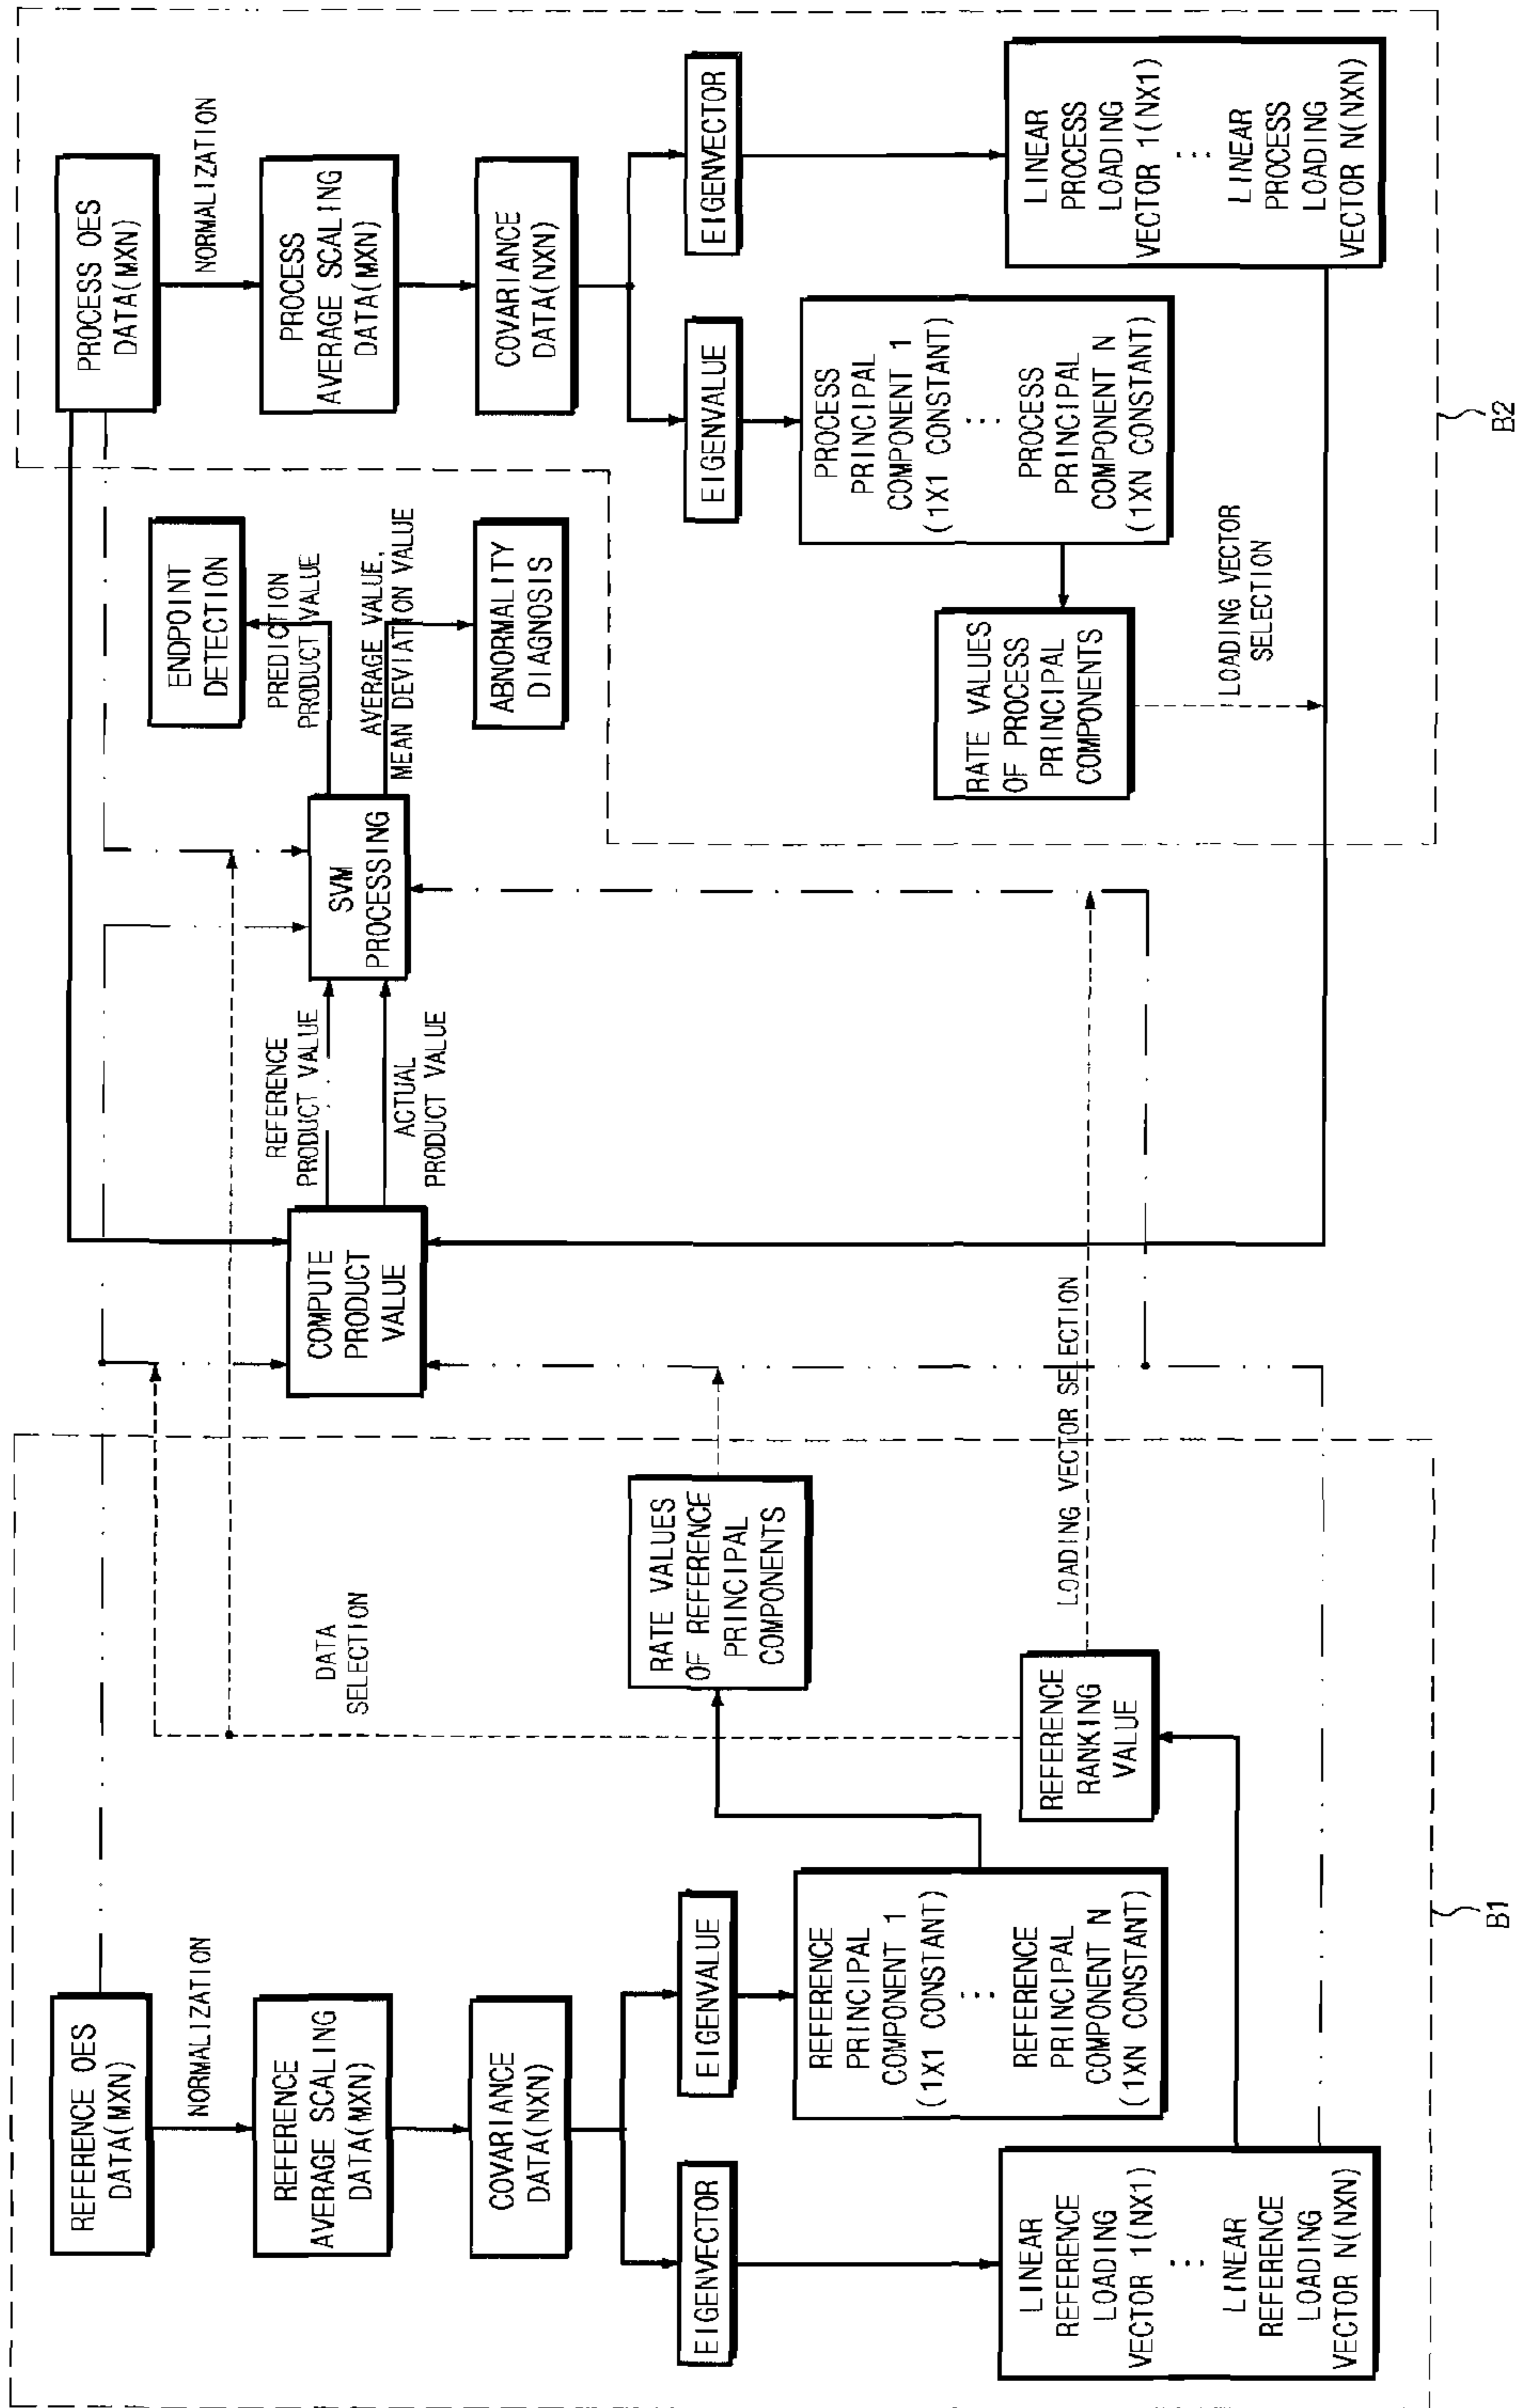 REFERENCE OES
DATA(MXN)
NORMALIZATION
REFERENCE
AVERAGE SCALING
DATA(MXN)
COVARIANCE
DATA(NXN)
EIGENVECTOR
EIGENVALUE
LINEAR
REFERENCE
LOADING
VECTOR 1(NX1)
⋮
LINEAR
REFERENCE
LOADING
VECTOR N(NXN)
REFERENCE
PRINCIPAL
COMPONENT 1
(1X1 CONSTANT)
⋮
REFERENCE
PRINCIPAL
COMPONENT N
(1XN CONSTANT)
REFERENCE
RANKING
VALUE
DATA
SELECTION
RATE VALUES
OF REFERENCE
PRINCIPAL
COMPONENTS
LOADING VECTOR SELECTION
B1
COMPUTE
PRODUCT
VALUE
REFERENCE
PRODUCT VALUE
ACTUAL
PRODUCT VALUE
SVM
PROCESSING
PREDICTION
PRODUCT VALUE
AVERAGE VALUE,
MEAN DEVIATION VALUE
ENDPOINT
DETECTION
ABNORMALITY
DIAGNOSIS
PROCESS OES
DATA(MXN)
NORMALIZATION
PROCESS
AVERAGE SCALING
DATA(MXN)
COVARIANCE
DATA(NXN)
EIGENVALUE
EIGENVECTOR
PROCESS
PRINCIPAL
COMPONENT 1
(1X1 CONSTANT)
⋮
PROCESS
PRINCIPAL
COMPONENT N
(1XN CONSTANT)
LINEAR
PROCESS
LOADING
VECTOR 1(NX1)
⋮
LINEAR
PROCESS
LOADING
VECTOR N(NXN)
RATE VALUES
OF PROCESS
PRINCIPAL
COMPONENTS
LOADING VECTOR
SELECTION
B2